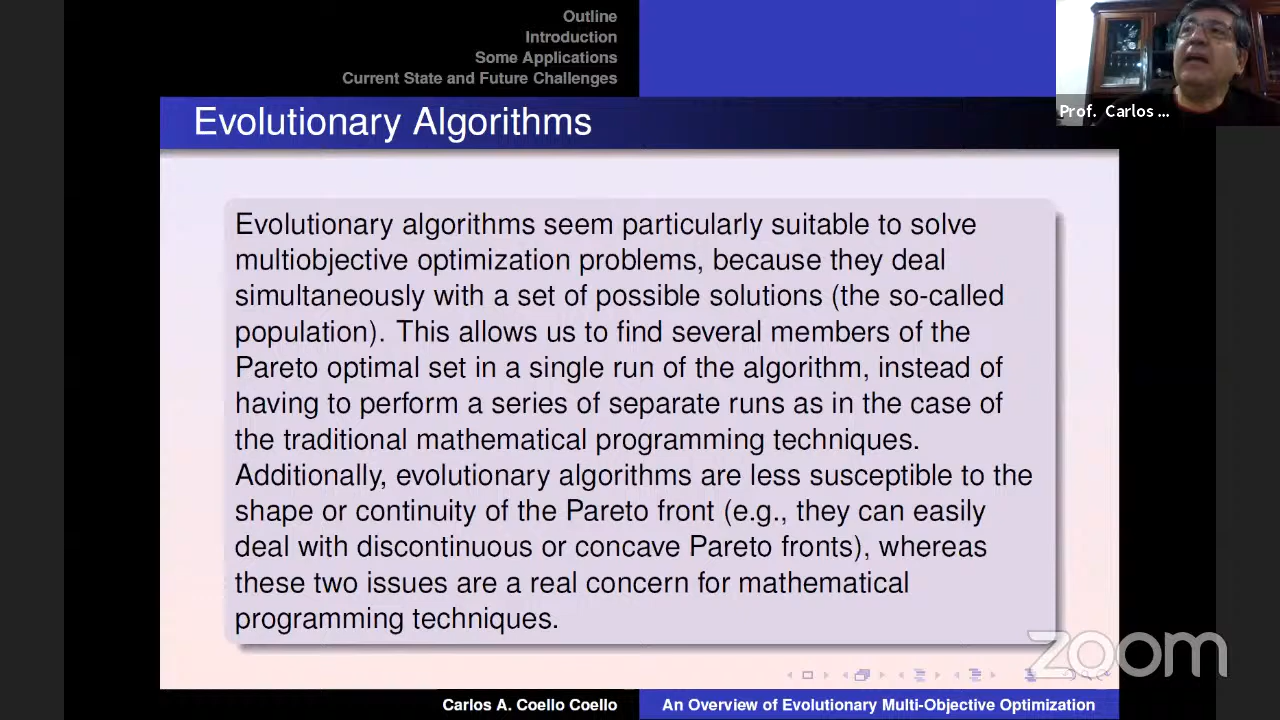 Outline
Introduction
Some Applications
Current State and Future Challenges
Prof. Carlos ...
Evolutionary Algorithms
Evolutionary algorithms seem particularly suitable to solve
multiobjective optimization problems, because they deal
simultaneously with a set of possible solutions (the so-called
population). This allows us to find several members of the
Pareto optimal set in a single run of the algorithm, instead of
having to perform a series of separate runs as in the case of
the traditional mathematical programming techniques.
Additionally, evolutionary algorithms are less susceptible to the
shape or continuity of the Pareto front (e.g., they can easily
deal with discontinuous or concave Pareto fronts), whereas
these two issues are a real concern for mathematical
programming techniques.
zoom
Carlos A. Coello Coello
An Overview of Evolutionary Multi-Objective Optimization